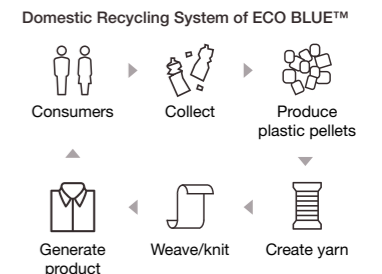 Domestic Recycling System of ECO BLUE™
Consumers
Collect
Produce
plastic pellets
Generate
product
Weave/knit
Create yarn